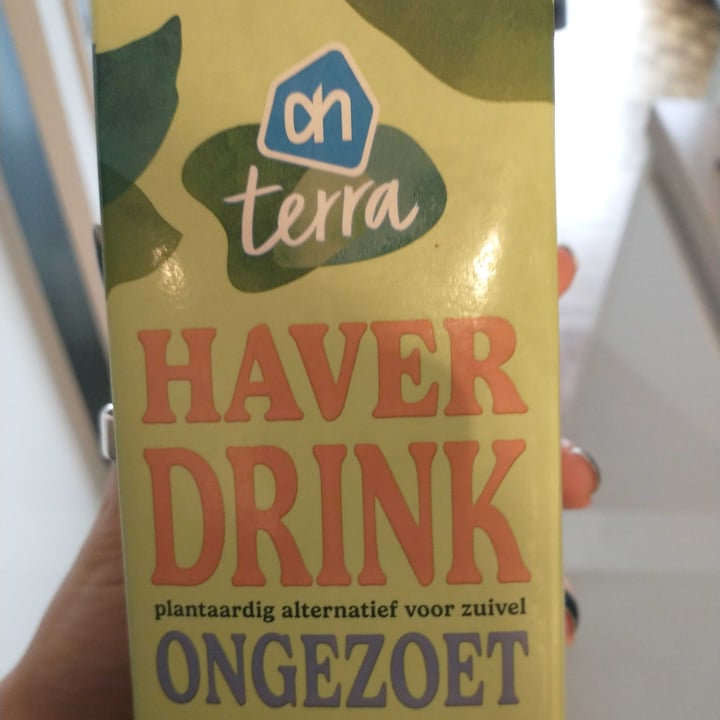 ah
terra
HAVER
DRINK
plantaardig alternatief voor zuivel
ONGEZOET